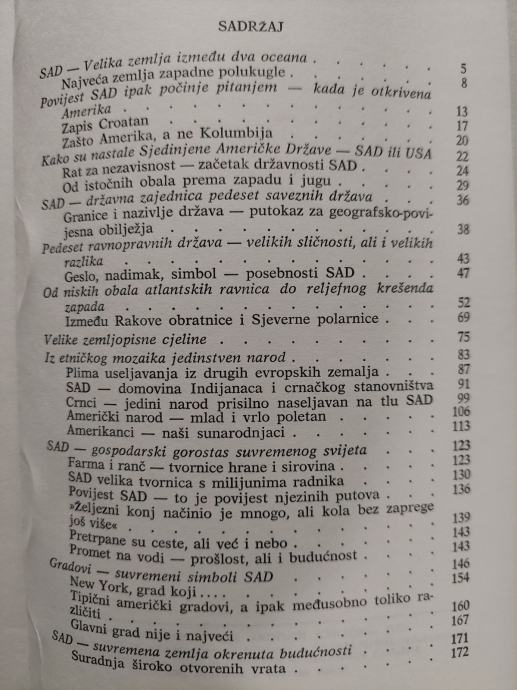 SADRŽAJ
SAD — Velika zemlja između dva oceana . . . . . . 5
Najveća zemlja zapadne polukugle . . . . . . 8
Povijest SAD ipak počinje pitanjem — kada je otkrivena
Amerika . . . . . . . . . . . 13
Zapis Croatan . . . . . . . . . . 17
Zašto Amerika, a ne Kolumbija . . . . . . 20
Kako su nastale Sjedinjene Američke Države — SAD ili USA 22
Rat za nezavisnost — začetak državnosti SAD . . . 24
Od istočnih obala prema zapadu i jugu . . . . . 29
SAD — državna zajednica pedeset saveznih država . . . 36
Granice i nazivlje država — putokaz za geografsko-povi-
jesna obilježja . . . . . . . . . 38
Pedeset ravnopravnih država — velikih sličnosti, ali i velikih
razlika . . . . . . . . . . . 43
Geslo, nadimak, simbol — posebnosti SAD . . . . 47
Od niskih obala atlantskih ravnica do reljefnog krešenda
zapada . . . . . . . . . . . 52
Između Rakove obratnice i Sjeverne polarnice . . . 69
Velike zemljopisne cjeline . . . . . . . . 75
Iz etničkog mozaika jedinstven narod . . . . . . 83
Plima useljavanja iz drugih evropskih zemalja . . . 87
SAD — domovina Indijanaca i crnačkog stanovništva 91
Crnci — jedini narod prisilno naseljavan na tlu SAD 99
Američki narod — mlad i vrlo poletan . . . . . 106
Amerikanci — naši sunarodnjaci . . . . . . 113
SAD — gospodarski gorostas suvremenog svijeta . . . . 123
Farma i ranč — tvornice hrane i sirovina . . . . 123
SAD velika tvornica s milijunima radnika . . . . 130
Povijest SAD — to je povijest njezinih putova . . . 136
»Željezni konj načinio je mnogo, ali kola bez zaprege
još više« . . . . . . . . . . . 139
Pretrpane su ceste, ali već i nebo . . . . . . 143
Promet na vodi — prošlost, ali i budućnost . . . . 143
Gradovi — suvremeni simboli SAD . . . . . . 146
New York, grad koji . . . . . . . . . . 154
Tipični američki gradovi, a ipak međusobno toliko ra-
zličiti . . . . . . . . . . . 160
Glavni grad nije i najveći . . . . . . . . 167
SAD — suvremena zemlja okrenuta budućnosti . . . . 171
Suradnja široko otvorenih vrata . . . . . . 172